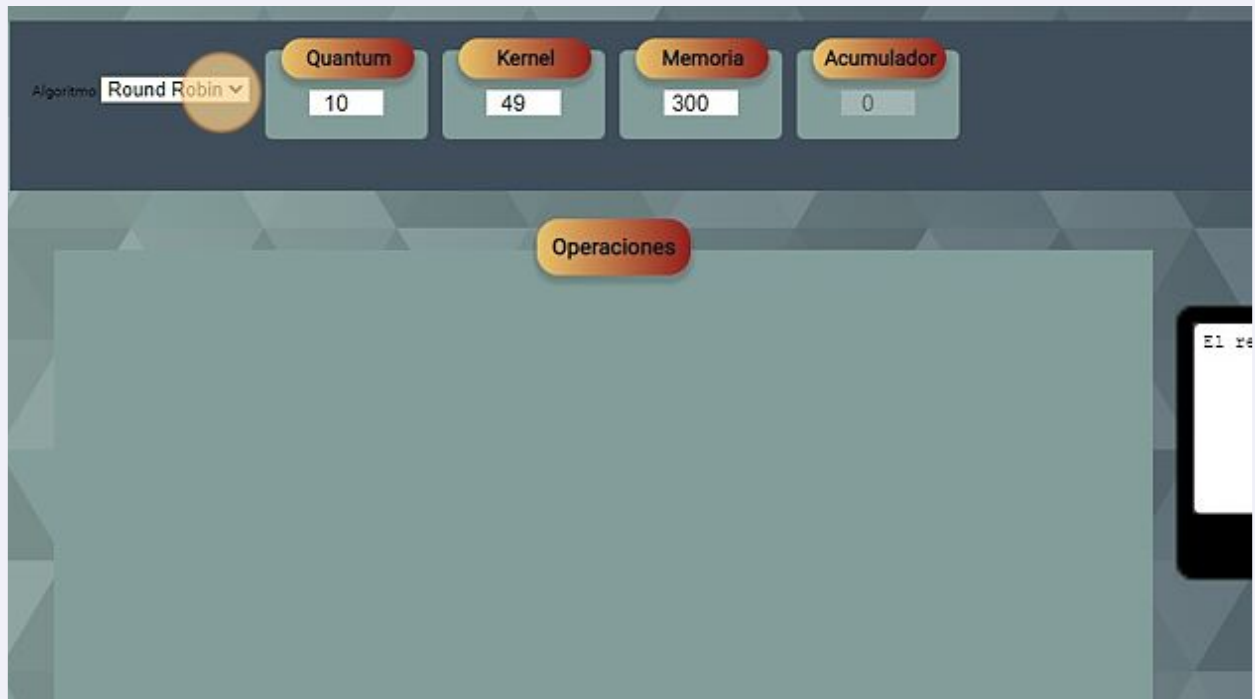 Quantum Kernel Memoria Acumulador
Algoritmo Round Robin 10 49 300 0
Operaciones
El re